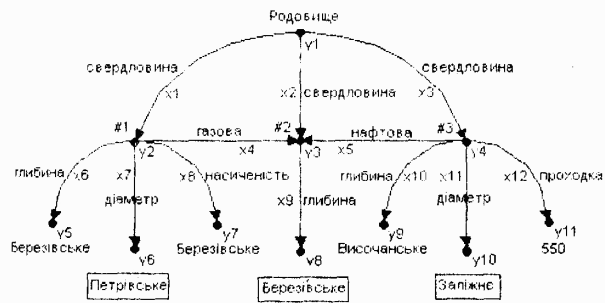 Родовище
y1
свердловина
свердловина
x1
x2
свердловина
x3
#1
газова
#2
нафтова
#3
y2
x4
y3
x5
y4
глибина
x6
x7
x8
насиченість
глибина
x10
x11
x12
проходка
діаметр
x9
глибина
діаметр
y5
y7
y9
y11
Березівське
y6
Березівське
y8
Височанське
y10
550
Петрівське
Березівське
Заліжнє